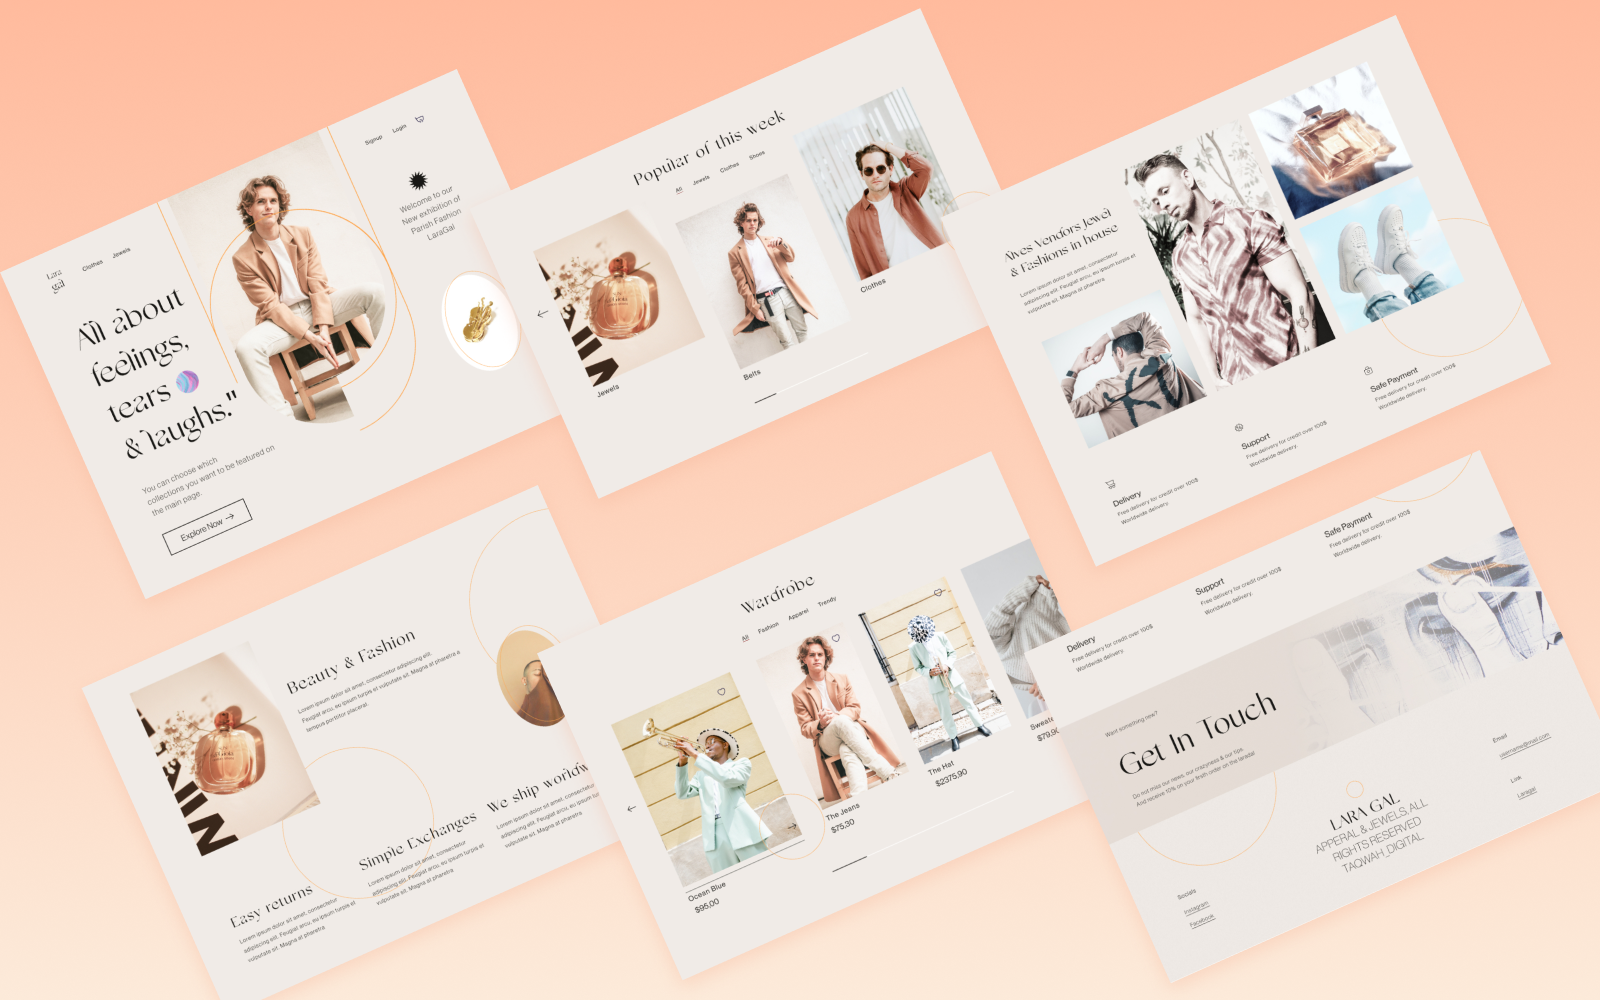 Lara
gal
Clothes
Jewels
Signup
Login
All about
feelings,
tears
& laughs."
You can choose which
collections you want to be featured on
the main page.
Explore Now
Welcome to our
New exhibition of
Parish Fashion
LaraGal
Popular of this week
All
Jewels
Clothes
Shoes
Jewels
Belts
Clothes
Alves Vendors Jewel
& Fashions in house
Lorem ipsum dolor sit amet, consectetur
adipiscing elit. Feugiat arcu, eu ipsum turpis
vulputate sit. Magna at pharetra
Delivery
Free delivery for credit over 100$
Worldwide delivery.
Support
Free delivery for credit over 100$
Worldwide delivery.
Safe Payment
Free delivery for credit over 100$
Worldwide delivery.
Beauty & Fashion
Lorem ipsum dolor sit amet, consectetur adipiscing elit.
Feugiat arcu, eu ipsum turpis et vulputate sit. Magna at pharetra a
tempus porttitor placerat.
Easy returns
Lorem ipsum dolor sit amet, consectetur
adipiscing elit. Feugiat arcu, eu ipsum turpis et
vulputate sit. Magna at pharetra
Simple Exchanges
Lorem ipsum dolor sit amet, consectetur
adipiscing elit. Feugiat arcu, eu ipsum turpis et
vulputate sit. Magna at pharetra
We ship worldw
Lorem ipsum dolor sit amet, consectetur
adipiscing elit. Feugiat arcu, eu ipsum tur
vulputate sit. Magna at pharetra
Wardrobe
All
Fashion
Apparel
Trendy
Ocean Blue
$95.00
The Jeans
$75.30
The Hat
$2375.90
Sweate
$79.9
Delivery
Free delivery for credit over 100$
Worldwide delivery.
Support
Free delivery for credit over 100$
Worldwide delivery.
Safe Payment
Free delivery for credit over 100$
Worldwide delivery.
Want something new?
Get In Touch
Do not miss our news, our crazyness & our tips
And receive 10% on your firsth order on the laradal
LARA GAL
APPERAL & JEWELS, ALL
RIGHTS RESERVED
TAQWAH_DIGITAL
Email
username@mail.com
Link
Laragal
Socials
Instagram
Facebook